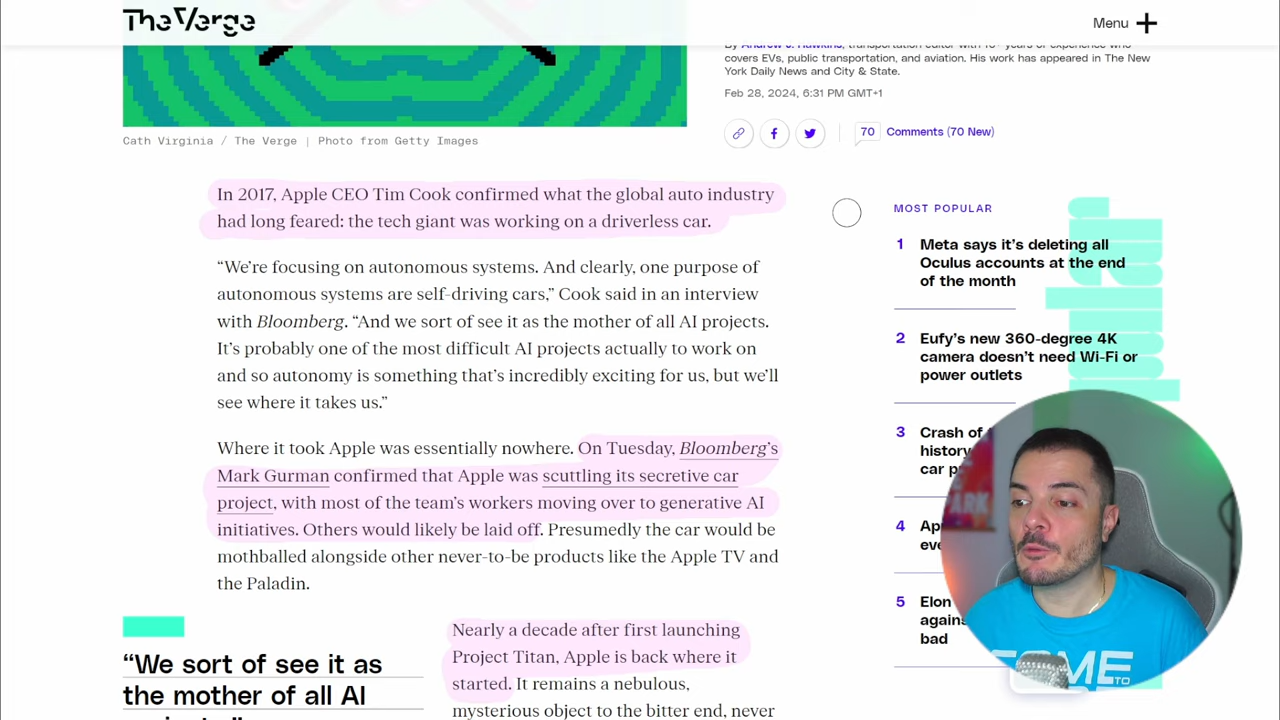 The Verge
Menu
By Andrew J. Hawkins, transportation editor with 10+ years of experience who
covers EVs, public transportation, and aviation. His work has appeared in The New
York Daily News and City & State.
Feb 28, 2024, 6:31 PM GMT+1
70 Comments (70 New)
Cath Virginia / The Verge | Photo from Getty Images
In 2017, Apple CEO Tim Cook confirmed what the global auto industry
had long feared: the tech giant was working on a driverless car.
“We’re focusing on autonomous systems. And clearly, one purpose of
autonomous systems are self-driving cars,” Cook said in an interview
with Bloomberg. “And we sort of see it as the mother of all AI projects.
It’s probably one of the most difficult AI projects actually to work on
and so autonomy is something that’s incredibly exciting for us, but we’ll
see where it takes us.”
Where it took Apple was essentially nowhere. On Tuesday, Bloomberg’s
Mark Gurman confirmed that Apple was scuttling its secretive car
project, with most of the team’s workers moving over to generative AI
initiatives. Others would likely be laid off. Presumedly the car would be
mothballed alongside other never-to-be products like the Apple TV and
the Paladin.
“We sort of see it as
the mother of all AI
Nearly a decade after first launching
Project Titan, Apple is back where it
started. It remains a nebulous,
mysterious object to the bitter end, never
MOST POPULAR
1 Meta says it’s deleting all
Oculus accounts at the end
of the month
2 Eufy’s new 360-degree 4K
camera doesn’t need Wi-Fi or
power outlets
3 Crash of
history
car
4
5 Elon
bad
TO